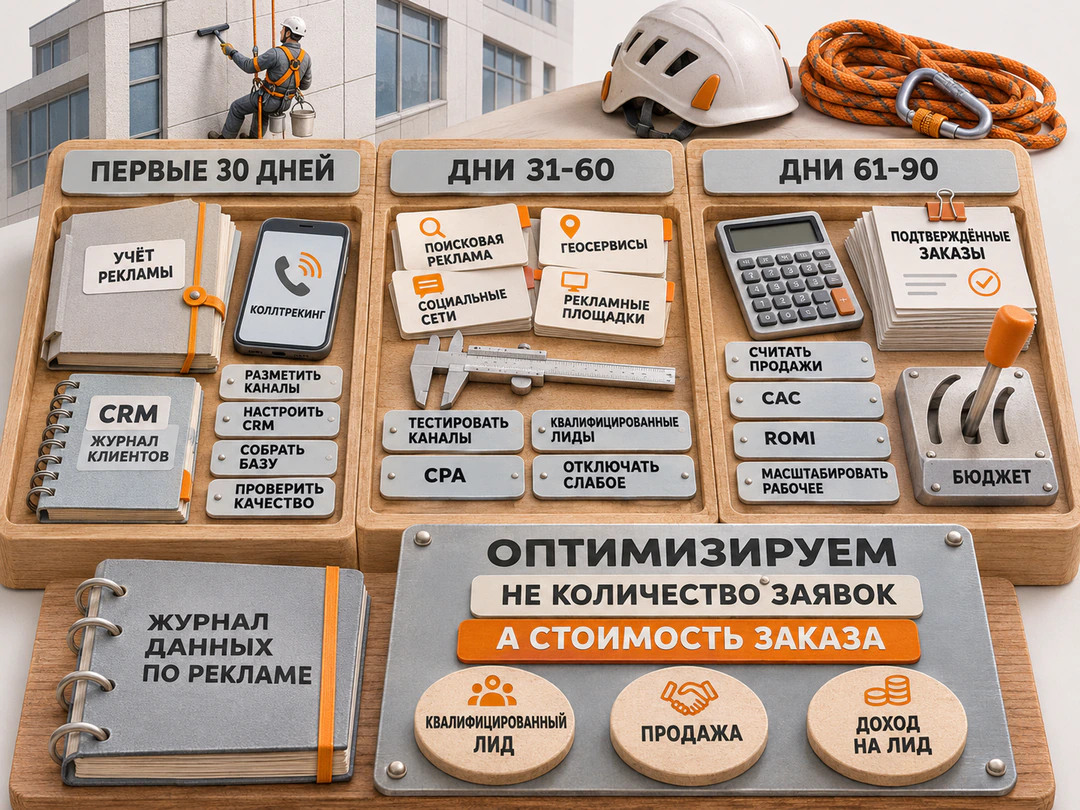 ПЕРВЫЕ 30 ДНЕЙ
УЧЁТ
РЕКЛАМЫ
КОЛЛТРЕКИНГ
CRM
ЖУРНАЛ
КЛИЕНТОВ
РАЗМЕТИТЬ
КАНАЛЫ
НАСТРОИТЬ
CRM
СОБРАТЬ
БАЗУ
ПРОВЕРИТЬ
КАЧЕСТВО
ДНИ 31-60
ПОИСКОВАЯ
РЕКЛАМА
ГЕОСЕРВИСЫ
СОЦИАЛЬНЫЕ
СЕТИ
РЕКЛАМНЫЕ
ПЛОЩАДКИ
ТЕСТИРОВАТЬ
КАНАЛЫ
КВАЛИФИЦИРОВАННЫЕ
ЛИДЫ
CPA
ОТКЛЮЧАТЬ
СЛАБОЕ
ДНИ 61-90
ПОДТВЕРЖДЁННЫЕ
ЗАКАЗЫ
СЧИТАТЬ
ПРОДАЖИ
CAC
ROMI
МАСШТАБИРОВАТЬ
РАБОЧЕЕ
БЮДЖЕТ
ЖУРНАЛ
ДАННЫХ
ПО РЕКЛАМЕ
ОПТИМИЗИРУЕМ
НЕ КОЛИЧЕСТВО ЗАЯВОК
А СТОИМОСТЬ ЗАКАЗА
КВАЛИФИЦИРОВАННЫЙ
ЛИД
ПРОДАЖА
ДОХОД
НА ЛИД